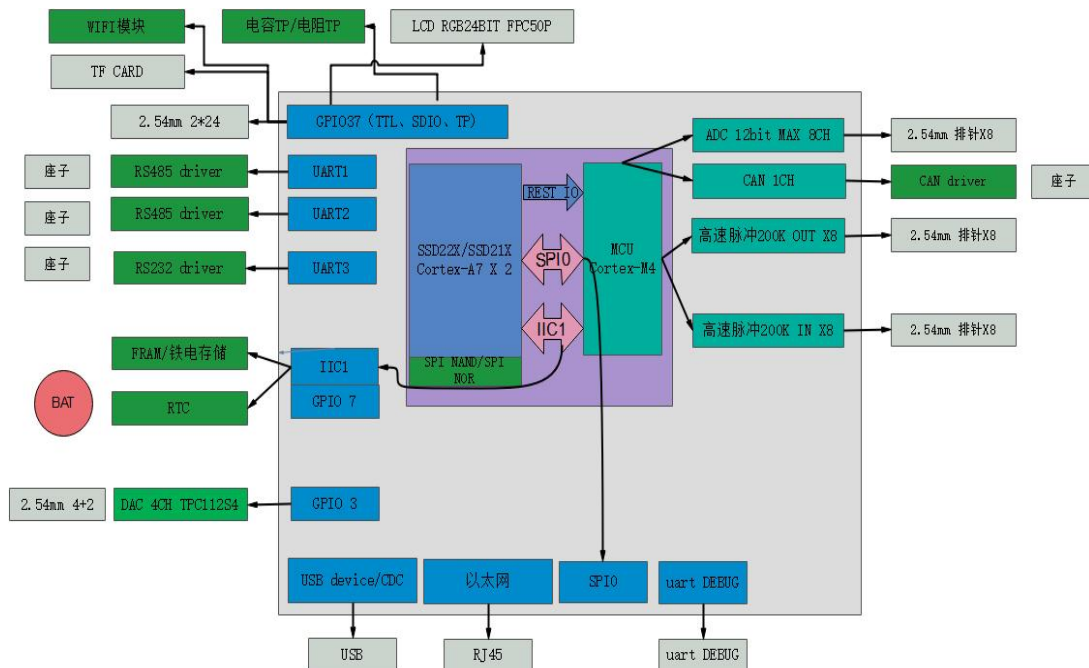 WIFI模块
电容TP/电阻TP
LCD RGB24BIT FPC50P
TF CARD
2.54mm 2*24
GPIO37（TTL、SDIO、TP）
ADC 12bit MAX 8CH
2.54mm 排针X8
座子
RS485 driver
UART1
REST IO
CAN 1CH
CAN driver
座子
座子
RS485 driver
UART2
SSD22X/SSD21X
Cortex-A7 X 2
SPI0
MCU
Cortex-M4
高速脉冲200K OUT X8
2.54mm 排针X8
座子
RS232 driver
UART3
IIC1
高速脉冲200K IN X8
2.54mm 排针X8
FRAM/铁电存储
IIC1
SPI NAND/SPI
NOR
BAT
RTC
GPIO 7
2.54mm 4+2
DAC 4CH TPC112S4
GPIO 3
USB device/CDC
以太网
SPI0
uart DEBUG
USB
RJ45
uart DEBUG